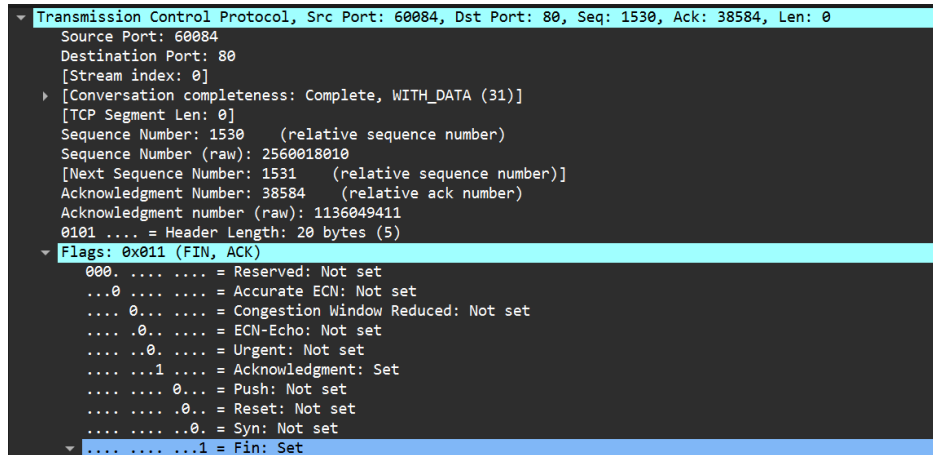 Transmission Control Protocol, Src Port: 60084, Dst Port: 80, Seq: 1530, Ack: 38584, Len: 0
Source Port: 60084
Destination Port: 80
[Stream index: 0]
[Conversation completeness: Complete, WITH_DATA (31)]
[TCP Segment Len: 0]
Sequence Number: 1530    (relative sequence number)
Sequence Number (raw): 2560018010
[Next Sequence Number: 1531    (relative sequence number)]
Acknowledgment Number: 38584    (relative ack number)
Acknowledgment number (raw): 1136049411
0101 .... = Header Length: 20 bytes (5)
Flags: 0x011 (FIN, ACK)
000. .... .... = Reserved: Not set
...0 .... .... = Accurate ECN: Not set
.... 0... .... = Congestion Window Reduced: Not set
.... .0.. .... = ECN-Echo: Not set
.... ..0. .... = Urgent: Not set
.... ...1 .... = Acknowledgment: Set
.... .... 0... = Push: Not set
.... .... .0.. = Reset: Not set
.... .... ..0. = Syn: Not set
.... .... ...1 = Fin: Set